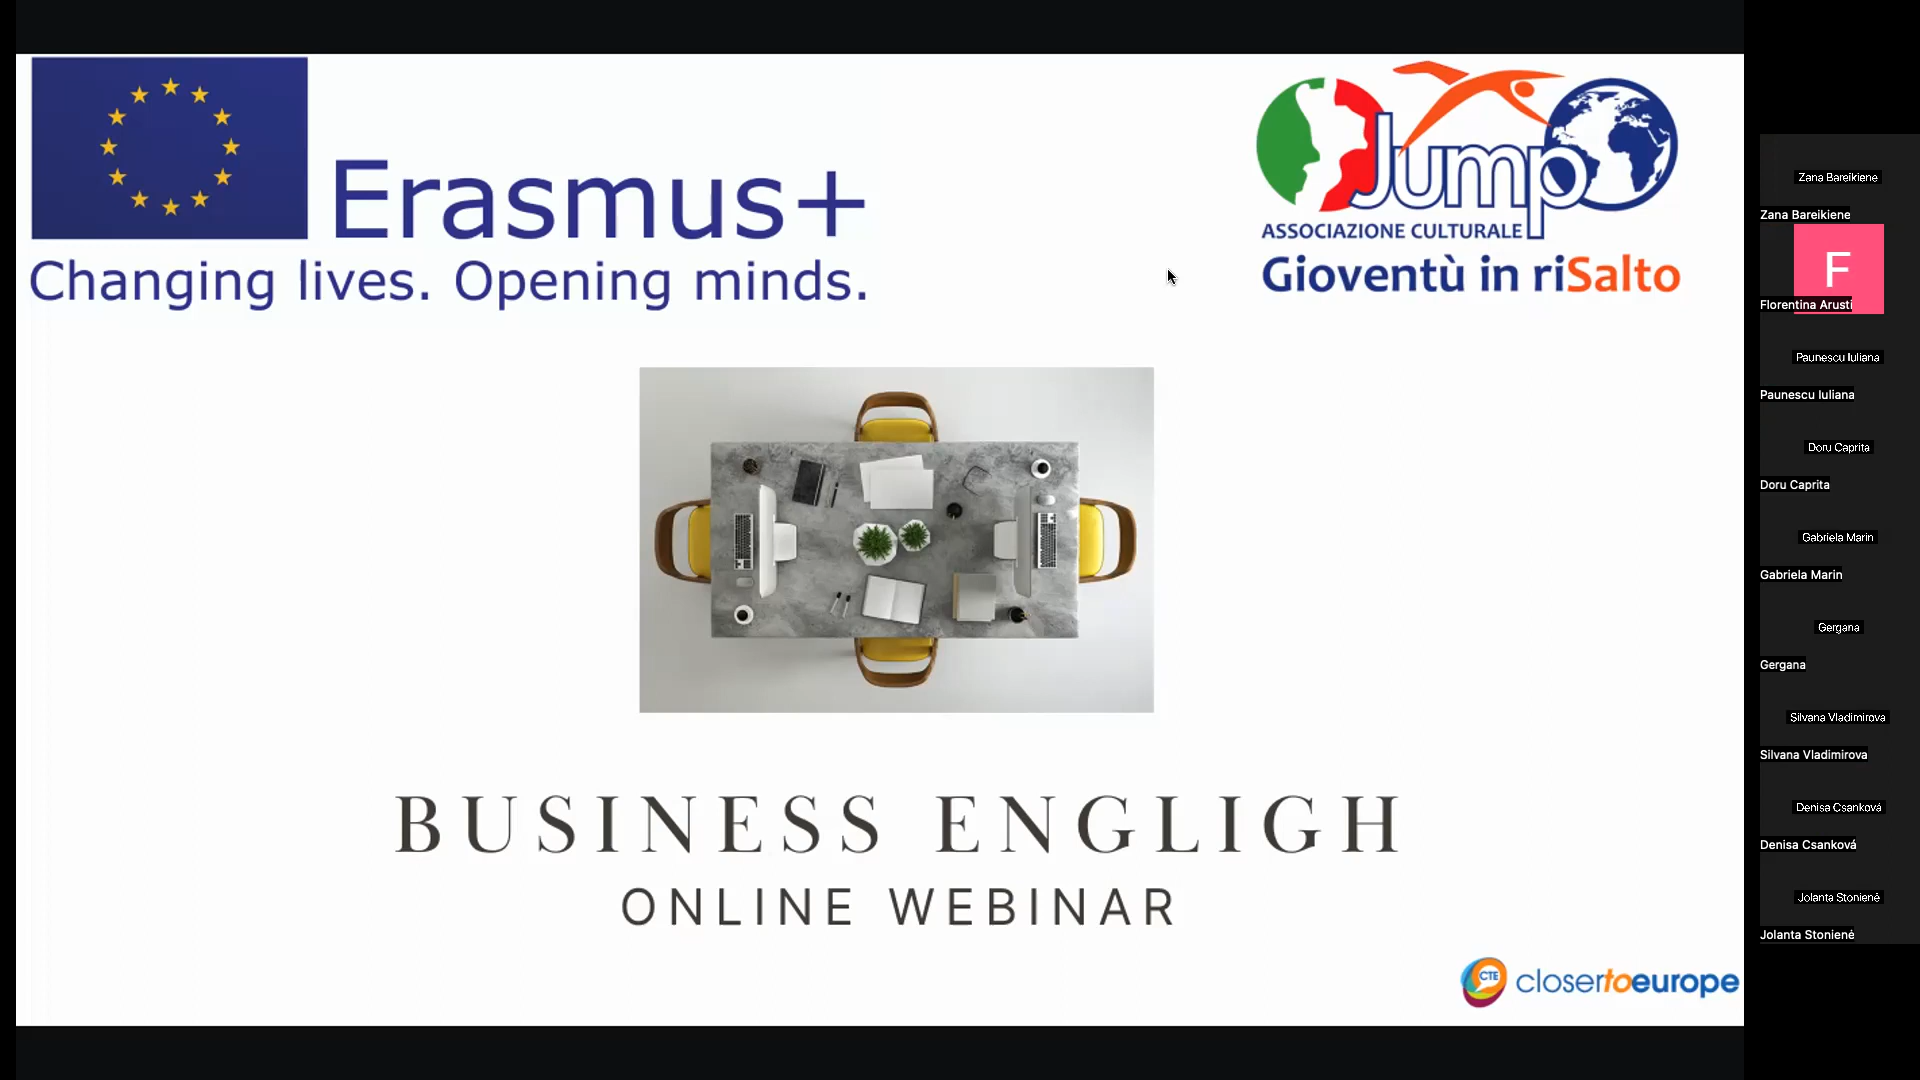 Erasmus+
Changing lives. Opening minds.
Jump
ASSOCIAZIONE CULTURALE
Gioventù in riSalto
BUSINESS ENGLIGH
ONLINE WEBINAR
CTE closertoeurope
Zana Bareikiene
Zana Bareikiene
F
Florentina Arusti
Paunescu Iuliana
Paunescu Iuliana
Doru Caprita
Doru Caprita
Gabriela Marin
Gabriela Marin
Gergana
Gergana
Silvana Vladimirova
Silvana Vladimirova
Denisa Csanková
Denisa Csanková
Jolanta Stonienė
Jolanta Stonienė